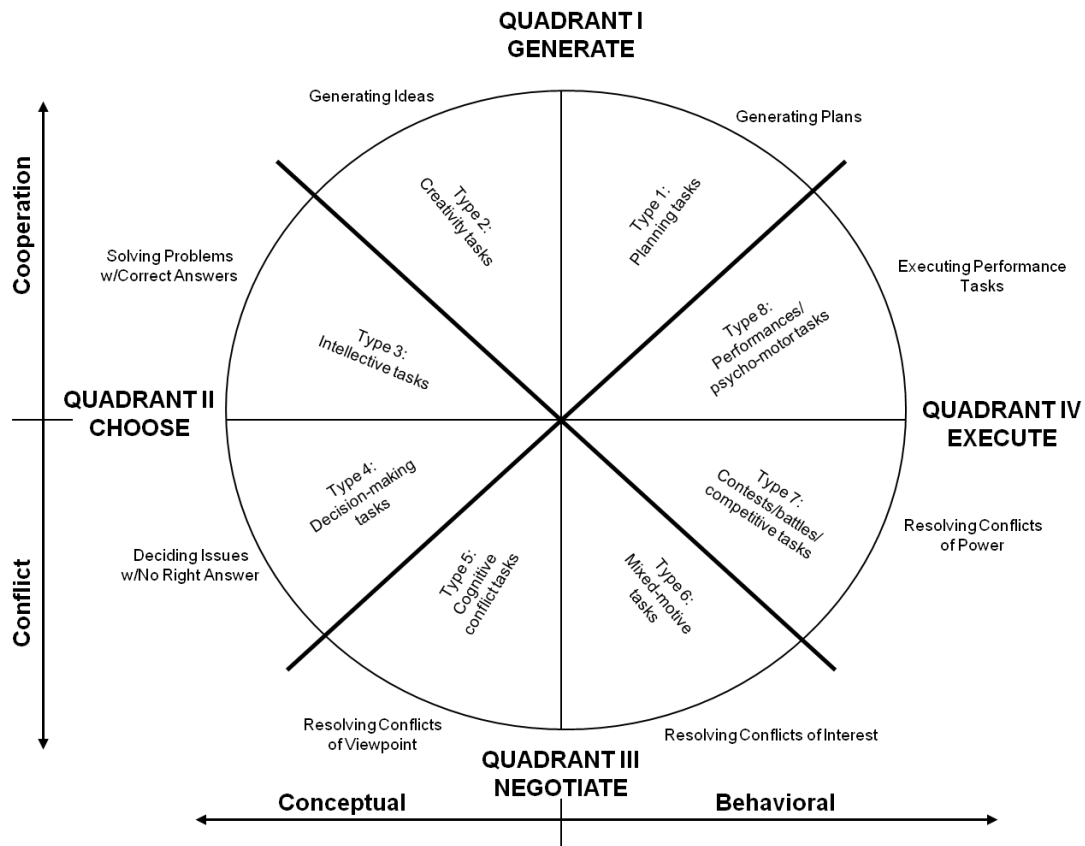 QUADRANT I
GENERATE
Generating Ideas
Generating Plans
Cooperation
Type 2:
Creativity tasks
Type 1:
Planning tasks
Solving Problems
w/Correct Answers
Executing Performance
Tasks
Type 3:
Intellective tasks
Type 8:
Performances/
psycho-motor tasks
QUADRANT II
CHOOSE
QUADRANT IV
EXECUTE
Type 4:
Decision-making
tasks
Type 7:
Contests/battles/
competitive tasks
Conflict
Deciding Issues
w/No Right Answer
Resolving Conflicts
of Power
Type 5:
Cognitive
conflict tasks
Type 6:
Mixed-motive
tasks
Resolving Conflicts
of Viewpoint
Resolving Conflicts of Interest
QUADRANT III
NEGOTIATE
Conceptual
Behavioral